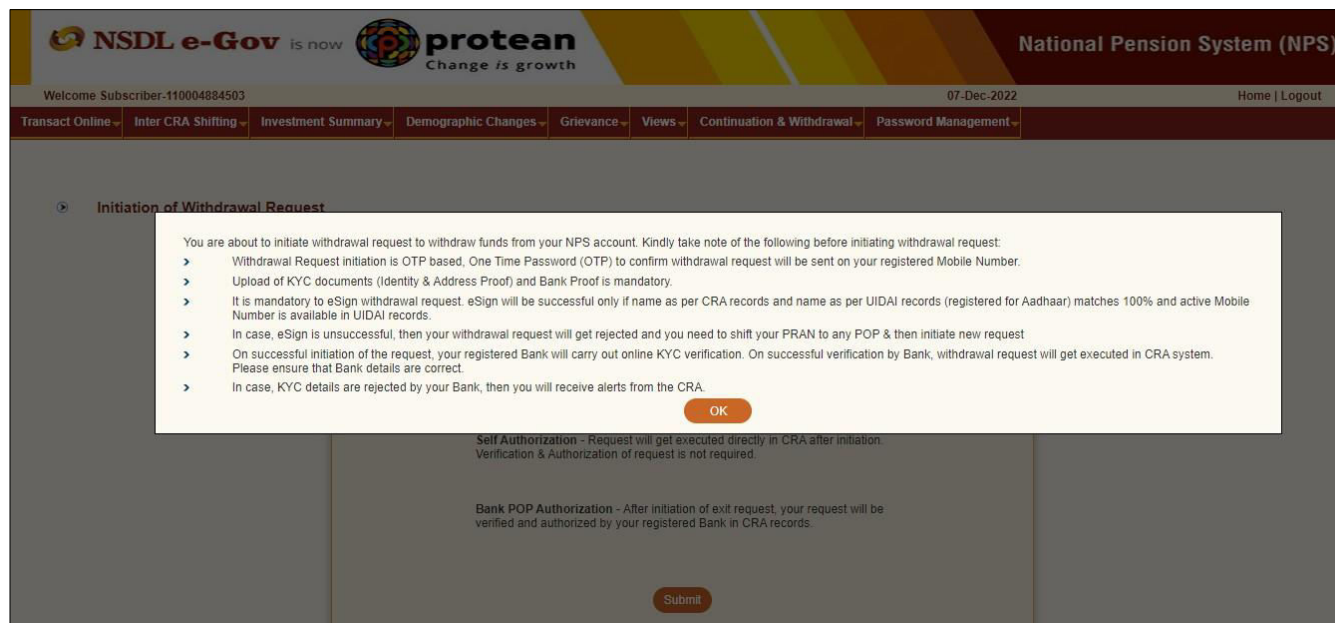 NSDL e-Gov is now protean
Change is growth
National Pension System (NPS)
Welcome Subscriber-110004884503
07-Dec-2022
Home | Logout
Transact Online Inter CRA Shifting Investment Summary Demographic Changes Grievance Views Continuation & Withdrawal Password Management
Initiation of Withdrawal Request
You are about to initiate withdrawal request to withdraw funds from your NPS account. Kindly take note of the following before initiating withdrawal request:
Withdrawal Request initiation is OTP based, One Time Password (OTP) to confirm withdrawal request will be sent on your registered Mobile Number.
Upload of KYC documents (Identity & Address Proof) and Bank Proof is mandatory.
It is mandatory to eSign withdrawal request. eSign will be successful only if name as per CRA records and name as per UIDAI records (registered for Aadhaar) matches 100% and active Mobile
Number is available in UIDAI records.
In case, eSign is unsuccessful, then your withdrawal request will get rejected and you need to shift your PRAN to any POP & then initiate new request
On successful initiation of the request, your registered Bank will carry out online KYC verification. On successful verification by Bank, withdrawal request will get executed in CRA system.
Please ensure that Bank details are correct.
In case, KYC details are rejected by your Bank, then you will receive alerts from the CRA.
OK
Self Authorization - Request will get executed directly in CRA after initiation.
Verification & Authorization of request is not required.
Bank POP Authorization - After initiation of exit request, your request will be
verified and authorized by your registered Bank in CRA records.
Submit